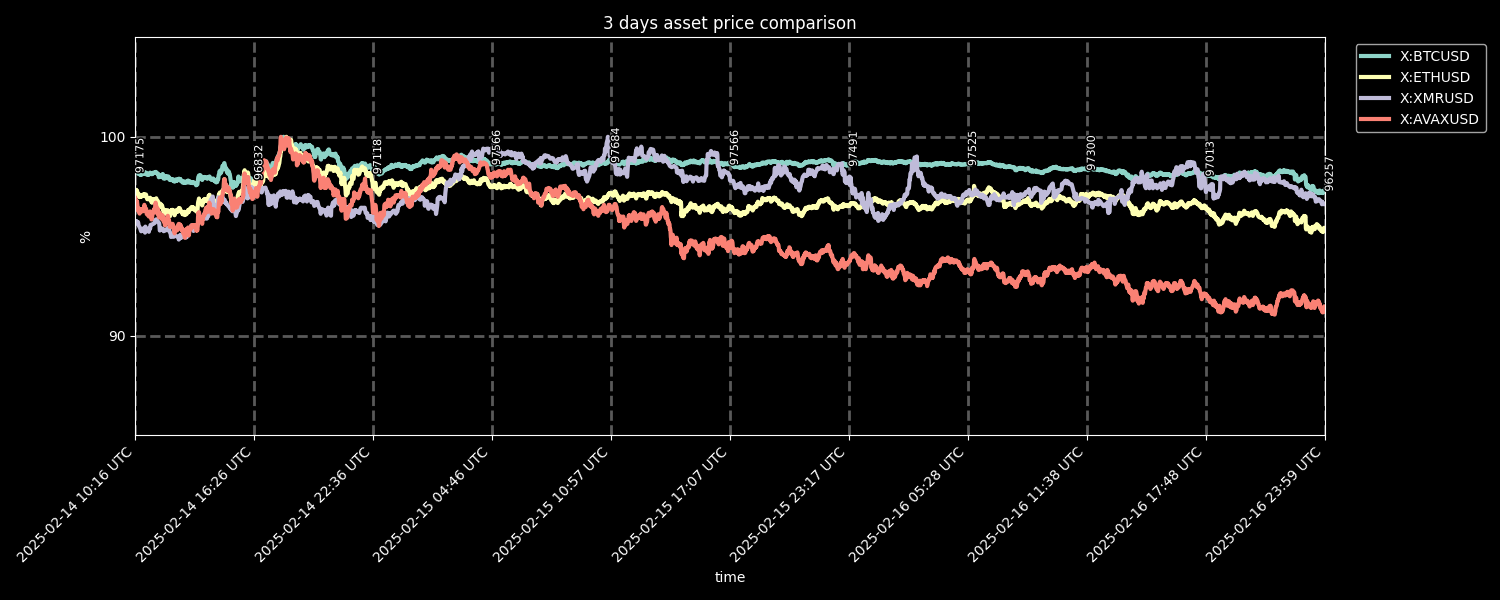 3 days asset price comparison
X:BTCUSD
X:ETHUSD
X:XMRUSD
X:AVAXUSD
100
90
%
97175
96832
97118
97566
97684
97566
97491
97525
97300
97013
96257
2025-02-14 10:16 UTC
2025-02-14 16:26 UTC
2025-02-14 22:36 UTC
2025-02-15 04:46 UTC
2025-02-15 10:57 UTC
2025-02-15 17:07 UTC
2025-02-15 23:17 UTC
2025-02-16 05:28 UTC
2025-02-16 11:38 UTC
2025-02-16 17:48 UTC
2025-02-16 23:59 UTC
time